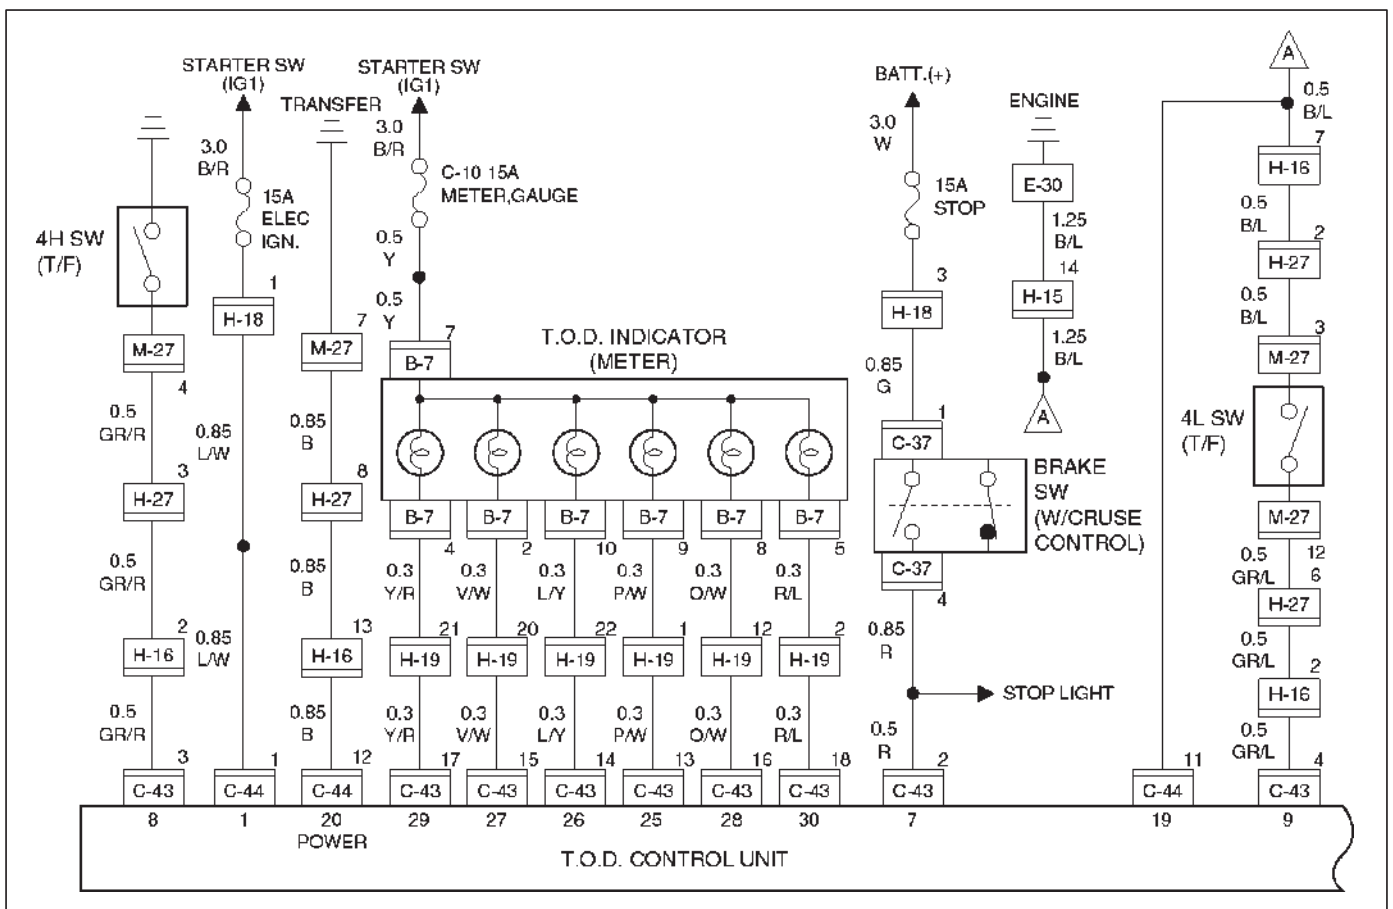 A
STARTER SW
(IG1)
STARTER SW
(IG1)
BATT.(+)
0.5
B/L
TRANSFER
ENGINE
3.0
B/R
3.0
B/R
3.0
W
7
H-16
C-10 15A
METER,GAUGE
15A
STOP
E-30
15A
ELEC
IGN.
0.5
B/L
1.25
B/L
2
H-27
4H SW
(T/F)
0.5
Y
1
H-18
3
H-18
14
H-15
0.5
B/L
0.5
Y
7
M-27
M-27
4
7
B-7
T.O.D. INDICATOR
(METER)
1.25
B/L
3
M-27
0.85
G
0.5
GR/R
0.85
L/W
0.85
B
1
C-37
A
4L SW
(T/F)
3
H-27
8
H-27
BRAKE
SW
(W/CRUSE
CONTROL)
B-7
B-7
B-7
B-7
B-7
B-7
4
2
10
9
8
5
M-27
12
C-37
4
0.5
GR/R
0.85
B
0.3
Y/R
0.3
V/W
0.3
L/Y
0.3
P/W
0.3
O/W
0.3
R/L
0.5
GR/L
6
H-27
2
H-16
0.85
L/W
13
H-16
21
H-19
20
H-19
22
H-19
1
H-19
12
H-19
2
H-19
0.85
R
0.5
GR/L
2
H-16
STOP LIGHT
0.5
GR/R
0.85
B
0.3
Y/R
0.3
V/W
0.3
L/Y
0.3
P/W
0.3
O/W
0.3
R/L
0.5
R
0.5
GR/L
3
C-43
1
C-44
12
C-44
17
C-43
15
C-43
14
C-43
13
C-43
16
C-43
18
C-43
2
C-43
11
C-44
4
C-43
8
1
20
29
27
26
25
28
30
7
19
9
POWER
T.O.D. CONTROL UNIT